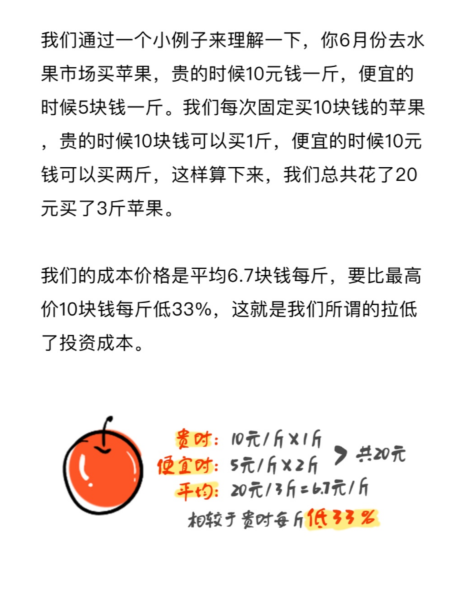 我们通过一个小例子来理解一下，你6月份去水
果市场买苹果，贵的时候10元钱一斤，便宜的
时候5块钱一斤。我们每次固定买10块钱的苹果
，贵的时候10块钱可以买1斤，便宜的时候10元
钱可以买两斤，这样算下来，我们总共花了20
元买了3斤苹果。
我们的成本价格是平均6.7块钱每斤，要比最高
价10块钱每斤低33%，这就是我们所谓的拉低
了投资成本。
贵时：10元/斤×1斤
便宜时：5元/斤×2斤 > 共20元
平均：20元/3斤=6.7元/斤
相较于贵时每斤低33%